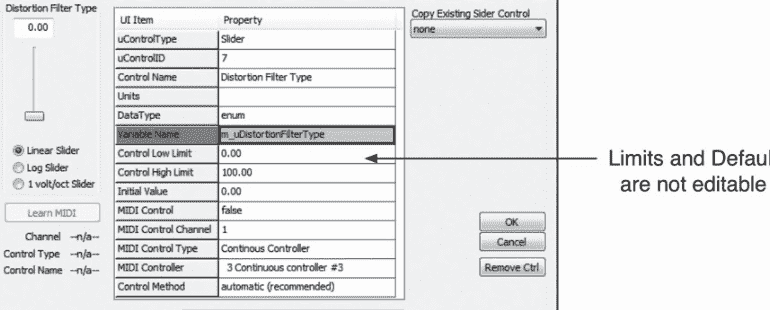 Distortion Filter Type
0.00
Linear Slider
Log Slider
1 volt/oct Slider
Learn MIDI
Channel --n/a--
Control Type --n/a--
Control Name --n/a--
UI Item Property
uControlType Slider
uControlID 7
Control Name Distortion Filter Type
Units
DataType enum
Variable Name m_uDistortionFilterType
Control Low Limit 0.00
Control High Limit 100.00
Initial Value 0.00
MIDI Control false
MIDI Control Channel 1
MIDI Control Type Continous Controller
MIDI Controller 3 Continuous controller #3
Control Method automatic (recommended)
Copy Existing Sider Control
none
OK
Cancel
Remove Ctrl
Limits and Defaul
are not editable